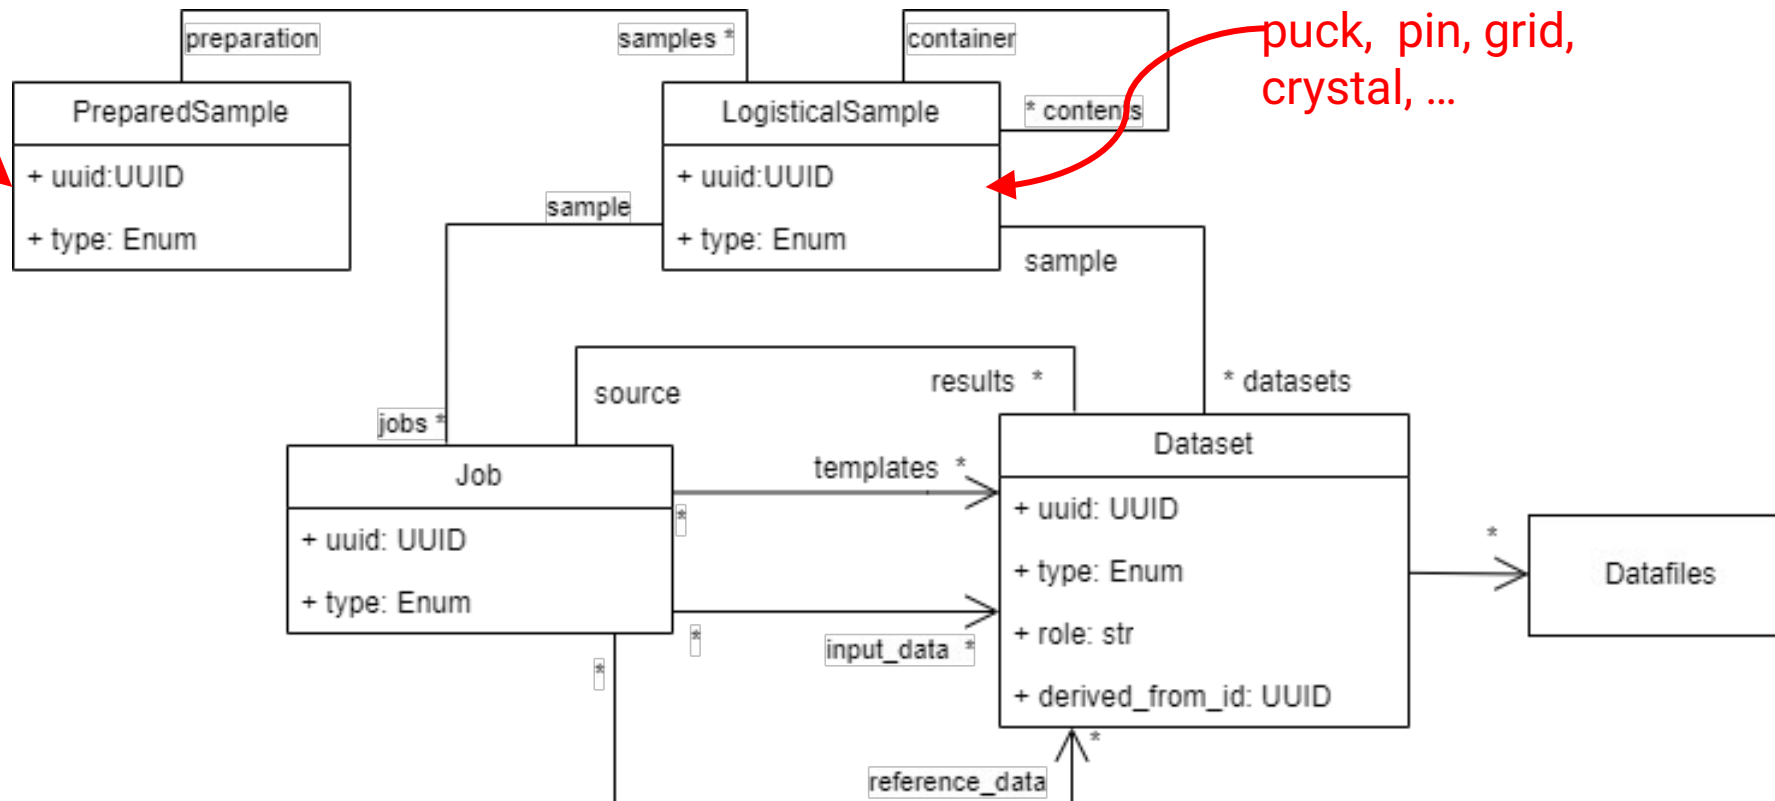 preparation
samples *
container
puck, pin, grid,
crystal, ...
* contents
PreparedSample
+ uuid:UUID
+ type: Enum
LogisticalSample
+ uuid:UUID
+ type: Enum
sample
sample
source
results *
* datasets
jobs *
Job
+ uuid: UUID
+ type: Enum
templates *
*
input_data *
*
*
Dataset
+ uuid: UUID
+ type: Enum
+ role: str
+ derived_from_id: UUID
*
Datafiles
*
reference_data